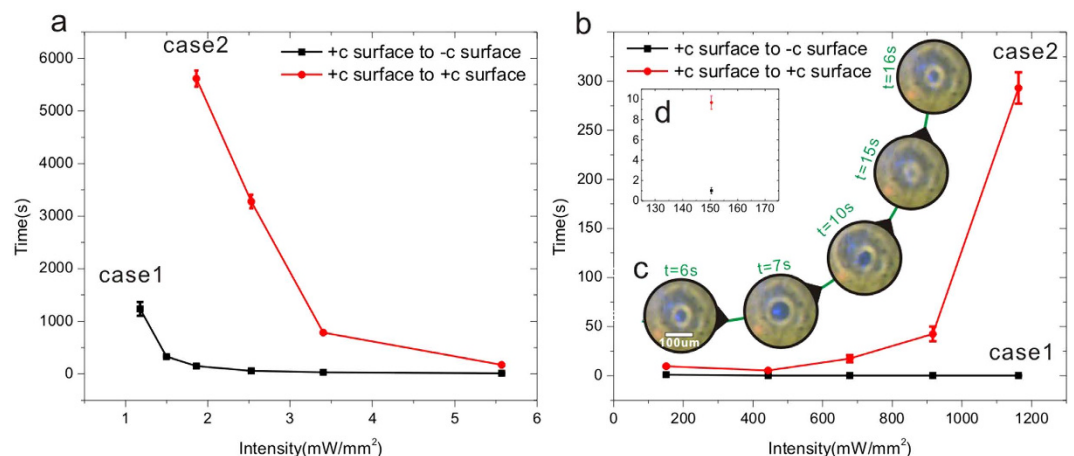 a
case2
+c surface to -c surface
+c surface to +c surface
case1
Time(s)
6000
5000
4000
3000
2000
1000
0
1 2 3 4 5 6
Intensity(mW/mm²)
b
+c surface to -c surface
+c surface to +c surface
case2
d
10
8
6
4
2
0
130 140 150 160 170
t=16s
t=15s
t=10s
c
t=6s
t=7s
100um
case1
Time(s)
300
250
200
150
100
50
0
0 200 400 600 800 1000 1200
Intensity(mW/mm²)